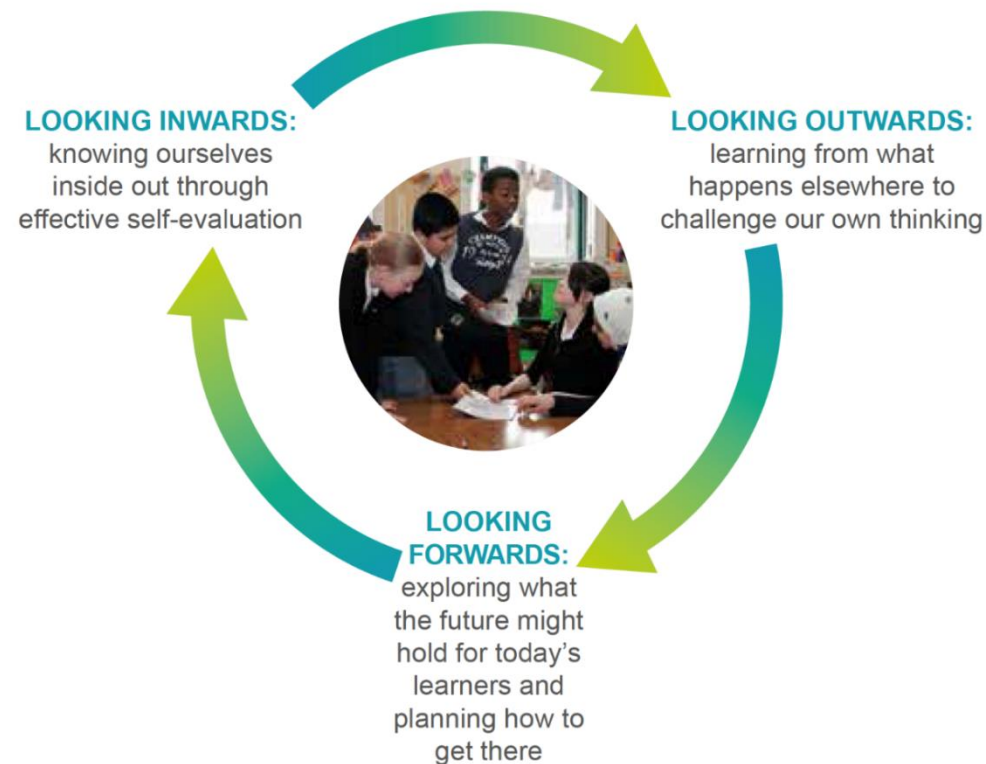 LOOKING INWARDS:
knowing ourselves
inside out through
effective self-evaluation
LOOKING OUTWARDS:
learning from what
happens elsewhere to
challenge our own thinking
LOOKING
FORWARDS:
exploring what
the future might
hold for today’s
learners and
planning how to
get there